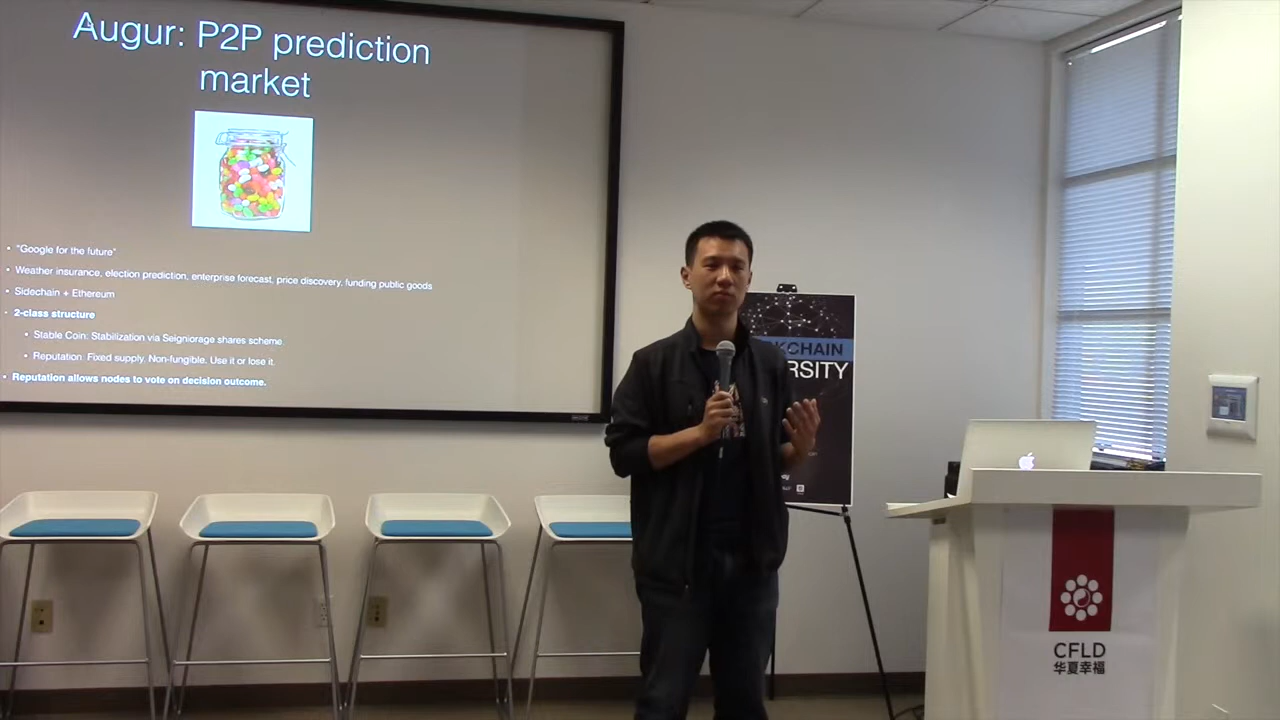 Augur: P2P prediction
market
• "Google for the future"
• Weather insurance, election prediction, enterprise forecast, price discovery, funding public goods
• Sidechain + Ethereum
• 2-class structure
• Stable Coin: Stabilization via Seigniorage shares scheme.
• Reputation: Fixed supply. Non-fungible. Use it or lose it.
• Reputation allows nodes to vote on decision outcome.
KCHAIN
RSITY
CFLD
华夏幸福